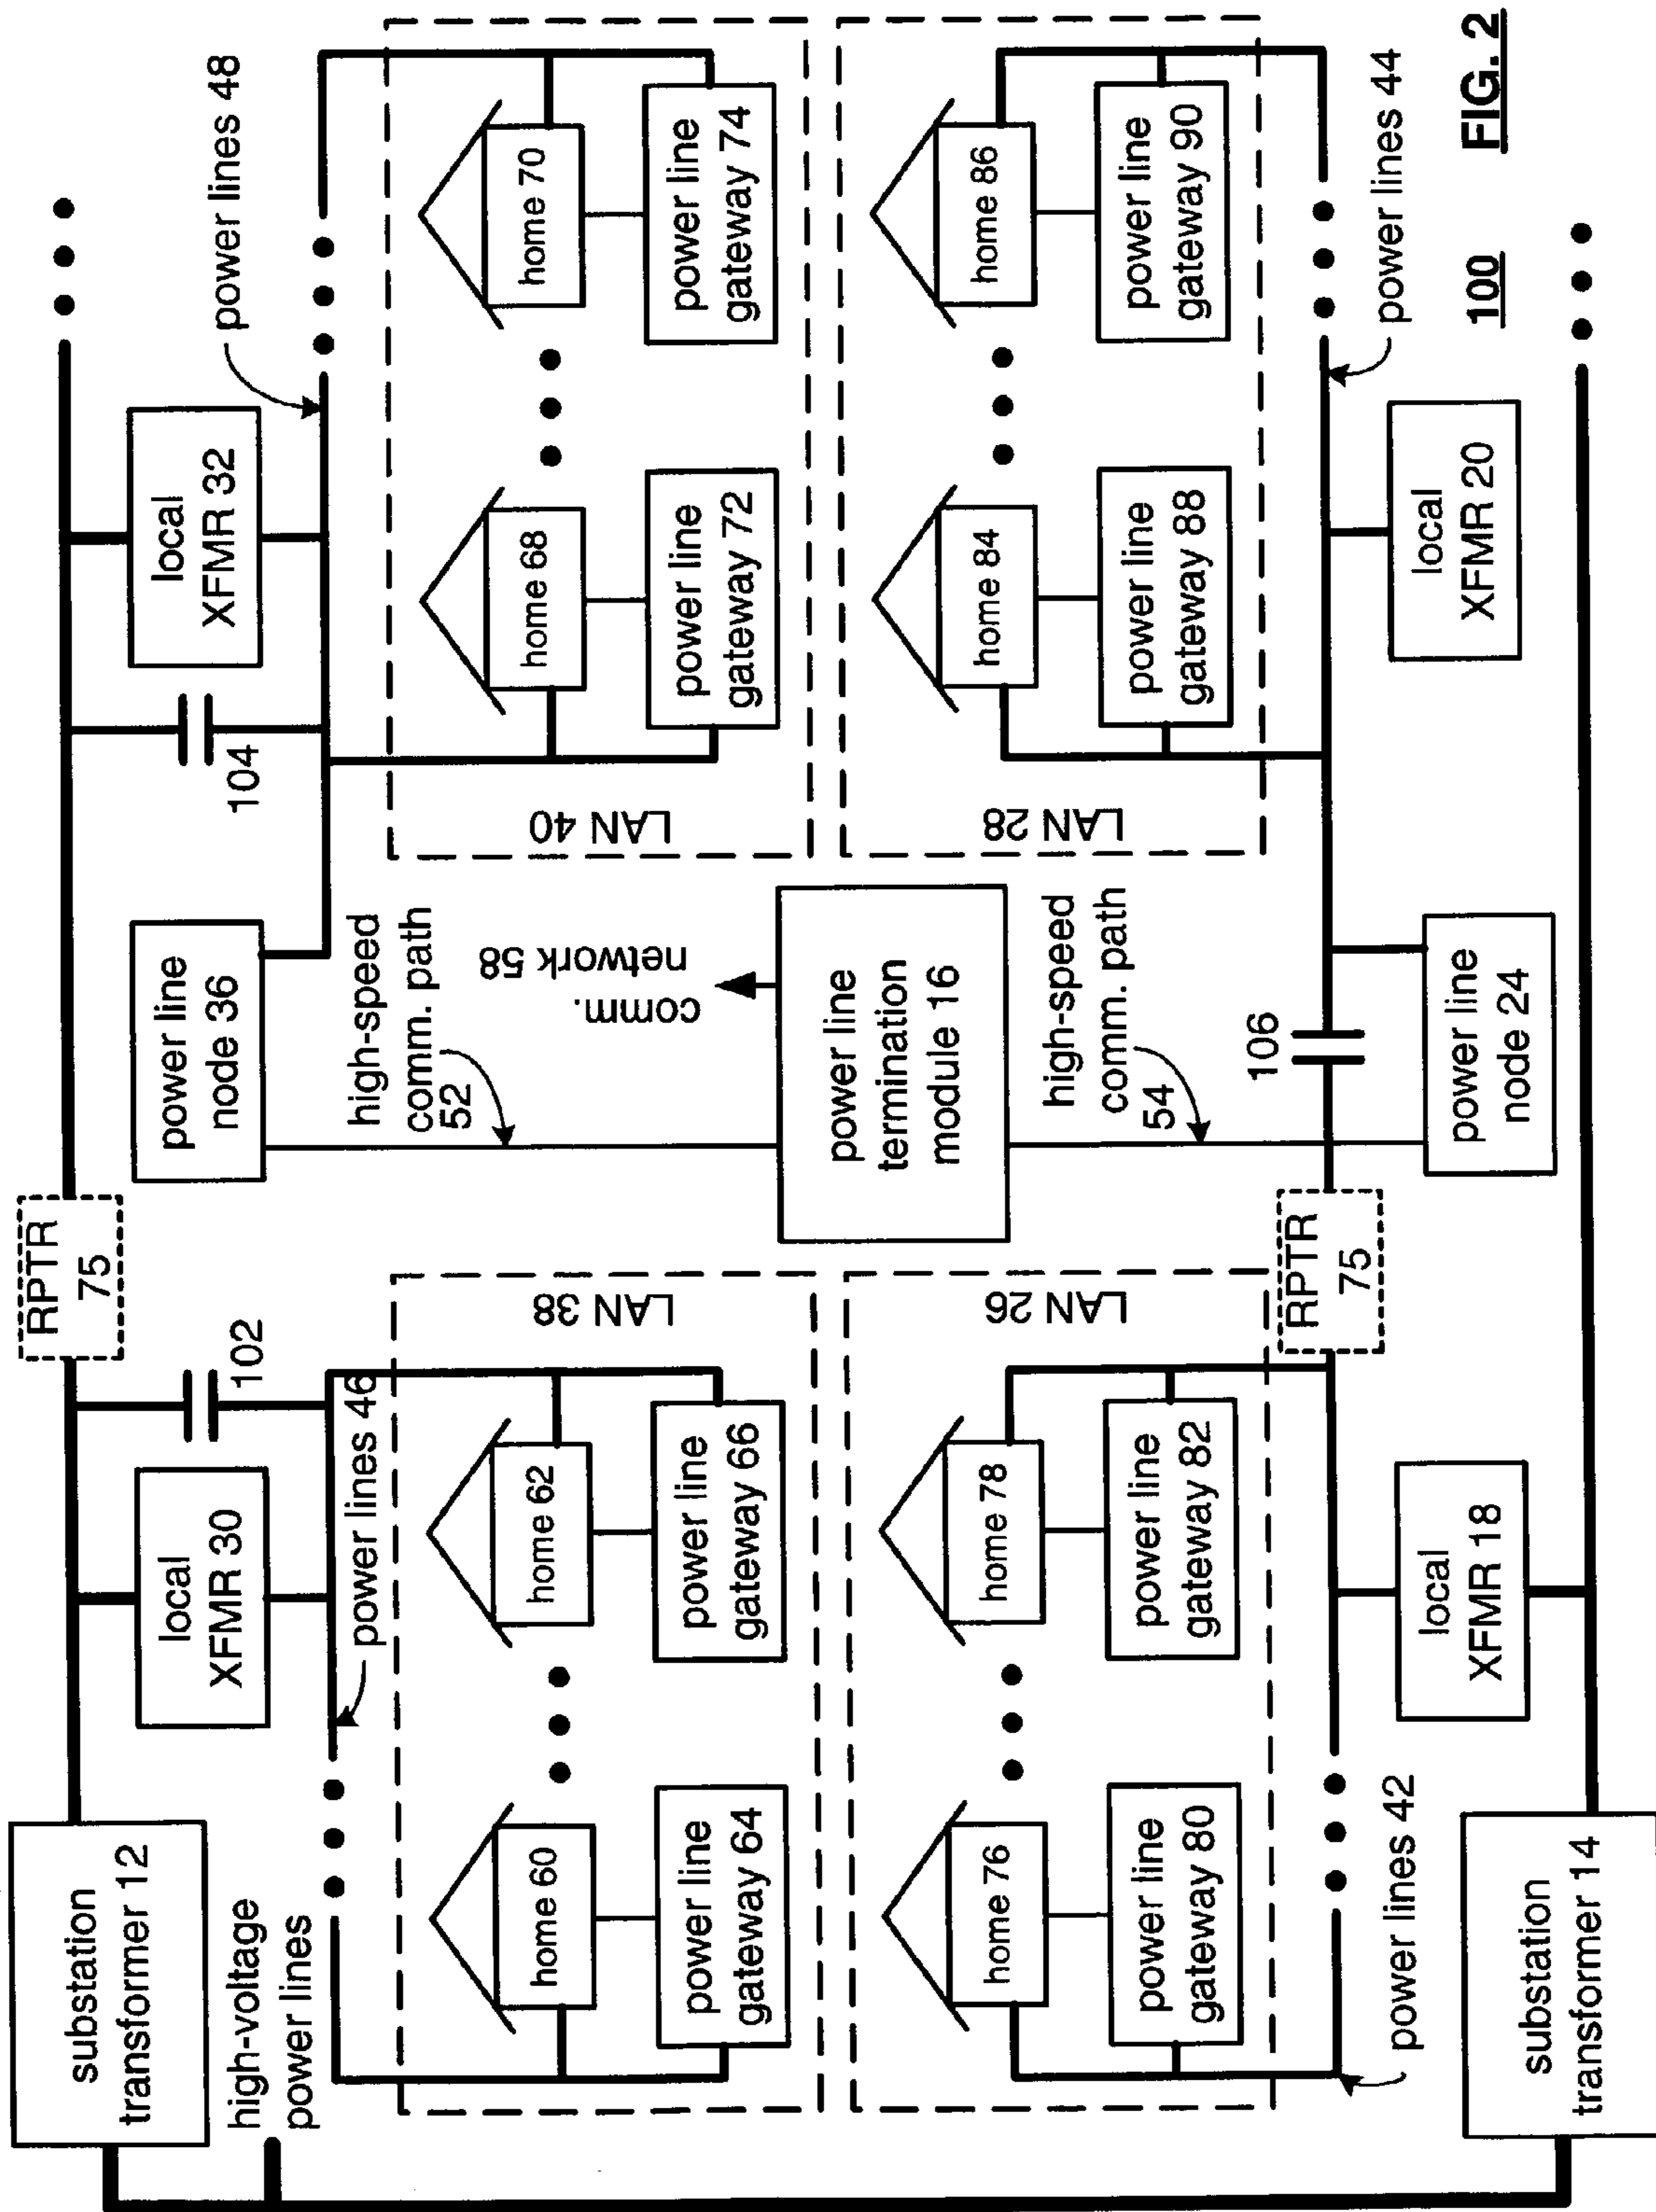 substation
transformer 12
high-voltage
power lines
local
XFMR 30
102
RPTR
75
power line
node 36
104
local
XFMR 32
power lines 48
power lines 46
home 60
power line
gateway 64
home 62
power line
gateway 66
LAN 38
high-speed
comm. path
52
comm.
network 58
LAN 40
home 68
power line
gateway 72
home 70
power line
gateway 74
power line
termination
module 16
home 76
power line
gateway 80
home 78
power line
gateway 82
LAN 26
high-speed
comm. path
54
LAN 28
home 84
power line
gateway 88
home 86
power line
gateway 90
power lines 42
RPTR
75
106
power lines 44
substation
transformer 14
local
XFMR 18
power line
node 24
local
XFMR 20
100
FIG. 2